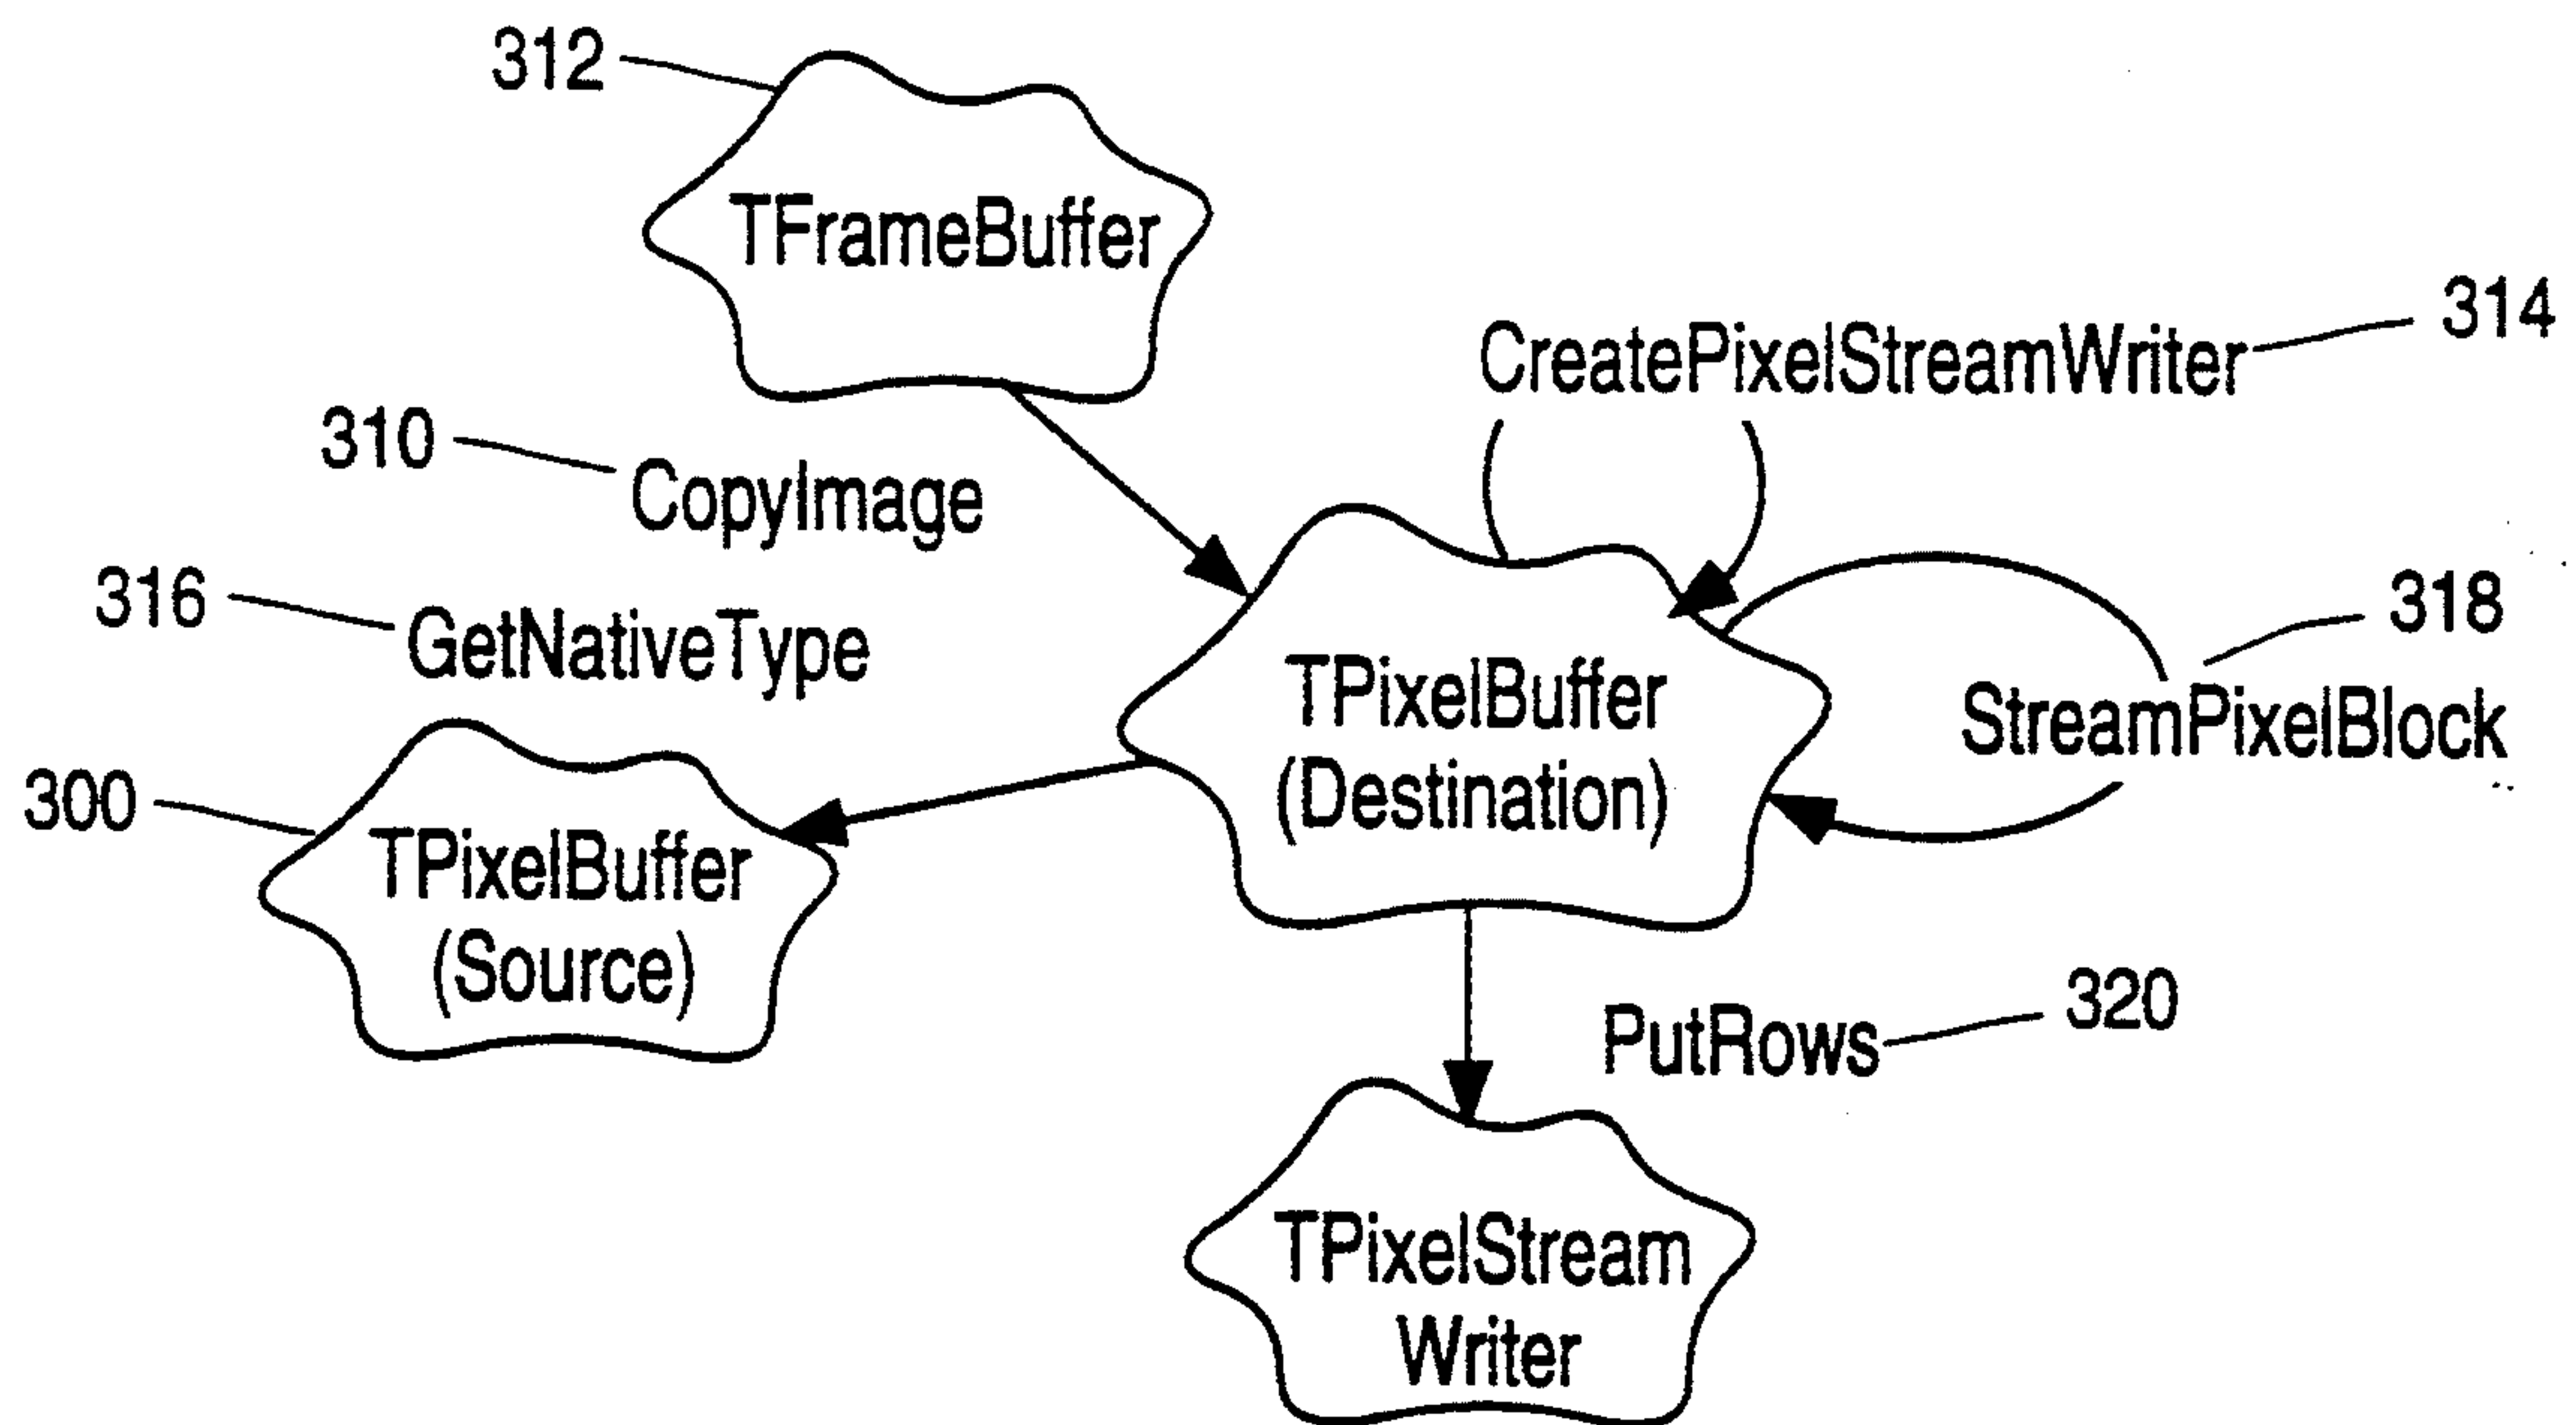 312
TFrameBuffer
314
CreatePixelStreamWriter
310
CopyImage
316
GetNativeType
318
StreamPixelBlock
TPixelBuffer
(Destination)
300
TPixelBuffer
(Source)
320
PutRows
TPixelStream
Writer